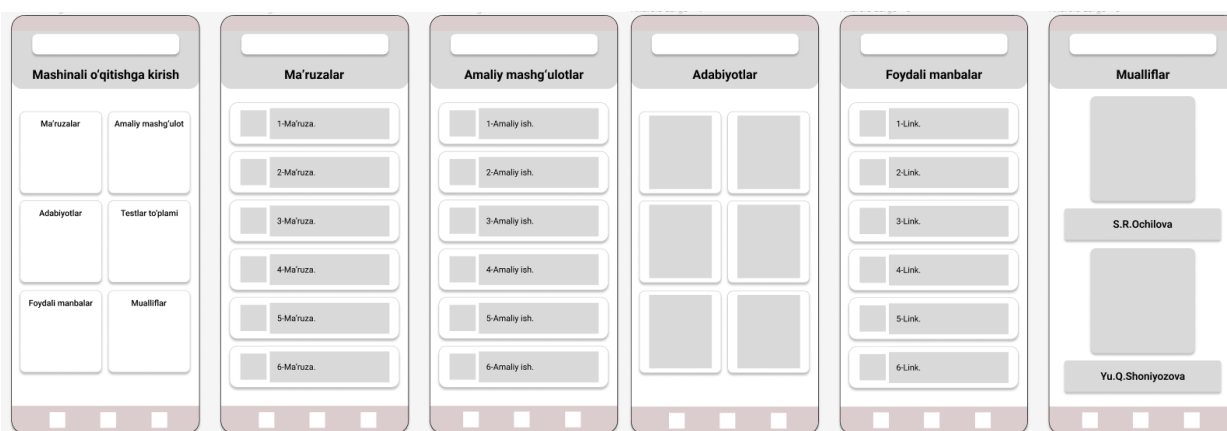 Mashinali o‘qitishga kirish
Ma’ruzalar
Amaliy mashg‘ulot
Adabiyotlar
Testlar to‘plami
Foydali manbalar
Mualliflar
Ma’ruzalar
1-Ma’ruza.
2-Ma’ruza.
3-Ma’ruza.
4-Ma’ruza.
5-Ma’ruza.
6-Ma’ruza.
Amaliy mashg‘ulotlar
1-Amaliy ish.
2-Amaliy ish.
3-Amaliy ish.
4-Amaliy ish.
5-Amaliy ish.
6-Amaliy ish.
Adabiyotlar
Foydali manbalar
1-Link.
2-Link.
3-Link.
4-Link.
5-Link.
6-Link.
Mualliflar
S.R.Ochilova
Yu.Q.Shoniyozova